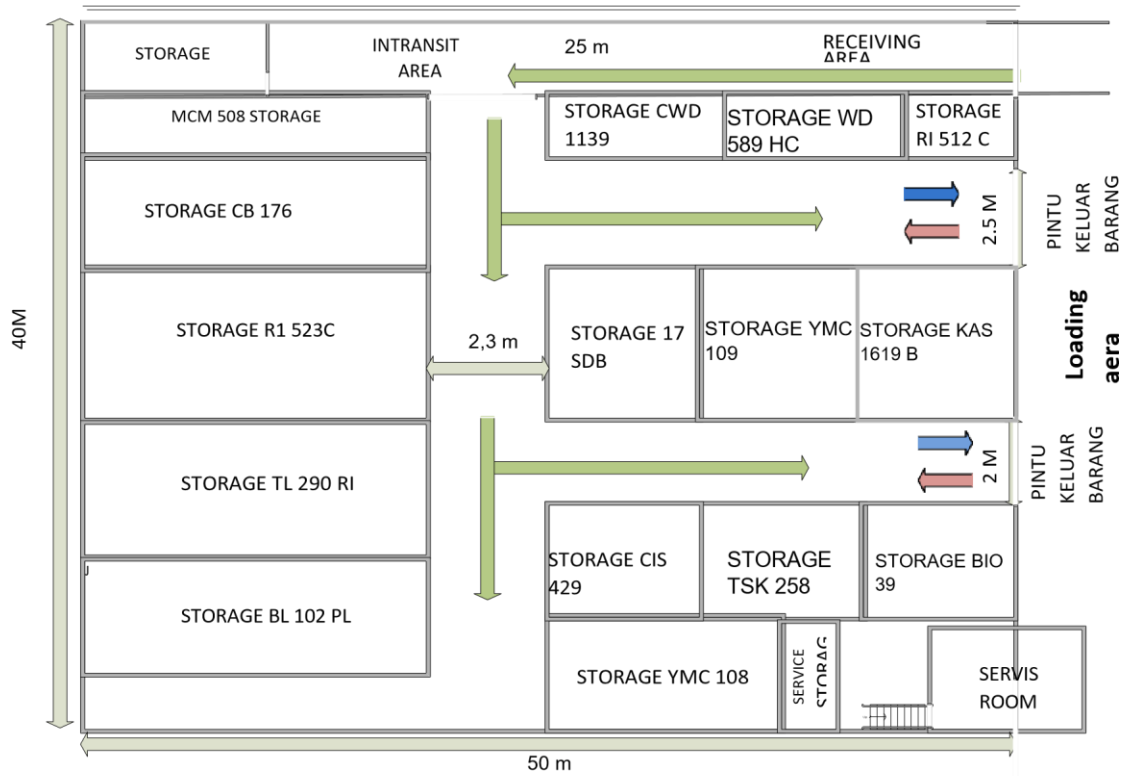 STORAGE
INTRANSIT
AREA
25 m
RECEIVING
AREA
MCM 508 STORAGE
STORAGE CWD
1139
STORAGE WD
589 HC
STORAGE
RI 512 C
STORAGE CB 176
2.5 M
PINTU
KELUAR
BARANG
40M
STORAGE R1 523C
2,3 m
STORAGE 17
SDB
STORAGE YMC
109
STORAGE KAS
1619 B
Loading
aera
STORAGE TL 290 RI
2 M
PINTU
KELUAR
BARANG
STORAGE CIS
429
STORAGE
TSK 258
STORAGE BIO
39
STORAGE BL 102 PL
STORAGE YMC 108
SERVICE
STORAG
SERVIS
ROOM
50 m